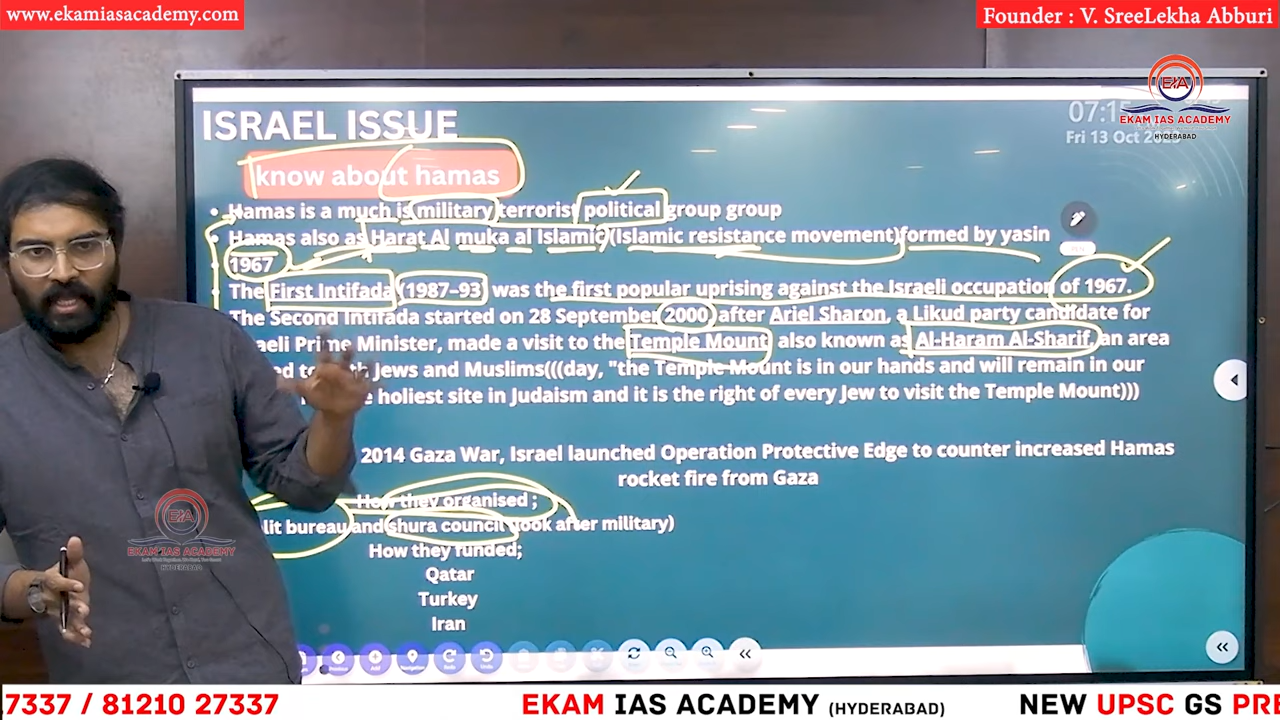 www.ekamiasacademy.com
Founder : V. SreeLekha Abburi
ISRAEL ISSUE
07:15
EKAM IAS ACADEMY
HYDERABAD
Fri 13 Oct
know about hamas
• Hamas is a much is military terrorist political group group
• Hamas also as Harat Al muka al Islamic(Islamic resistance movement)formed by yasin
1967
The First Intifada (1987–93) was the first popular uprising against the Israeli occupation of 1967.
The Second Intifada started on 28 September 2000 after Ariel Sharon, a Likud party candidate for
Prime Minister, made a visit to the Temple Mount, also known as Al-Haram Al-Sharif, an area
Jews and Muslims(((day, "the Temple Mount is in our hands and will remain in our
holiest site in Judaism and it is the right of every Jew to visit the Temple Mount)))
2014 Gaza War, Israel launched Operation Protective Edge to counter increased Hamas
rocket fire from Gaza
How they organised ;
lit bureau and shura council (look after military)
How they funded;
Qatar
Turkey
Iran
EKAM IAS ACADEMY
HYDERABAD
Previous
Add
Navigation
Redo
Undo
7337 / 81210 27337
EKAM IAS ACADEMY (HYDERABAD)
NEW UPSC GS PRE